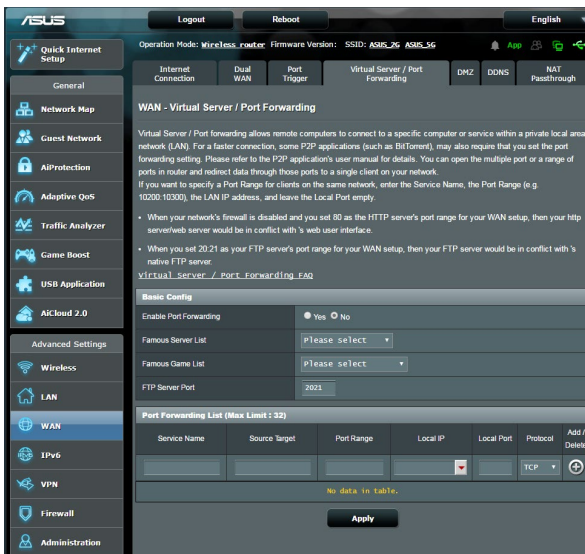 ASUS
Logout Reboot English
Quick Internet Setup
Operation Mode: Wireless router Firmware Version: SSID: ASUS_2G ASUS_5G App
Internet Connection Dual WAN Port Trigger Virtual Server / Port Forwarding DMZ DDNS NAT Passthrough
General
Network Map
Guest Network
AiProtection
Adaptive QoS
Traffic Analyzer
Game Boost
USB Application
AiCloud 2.0
Advanced Settings
Wireless
LAN
WAN
IPv6
VPN
Firewall
Administration
WAN - Virtual Server / Port Forwarding
Virtual Server / Port forwarding allows remote computers to connect to a specific computer or service within a private local area
network (LAN). For a faster connection, some P2P applications (such as BitTorrent), may also require that you set the port
forwarding setting. Please refer to the P2P application's user manual for details. You can open the multiple port or a range of
ports in router and redirect data through those ports to a single client on your network.
If you want to specify a Port Range for clients on the same network, enter the Service Name, the Port Range (e.g.
10200:10300), the LAN IP address, and leave the Local Port empty.
• When your network's firewall is disabled and you set 80 as the HTTP server's port range for your WAN setup, then your http
server/web server would be in conflict with 's web user interface.
• When you set 20:21 as your FTP server's port range for your WAN setup, then your FTP server would be in conflict with 's
native FTP server.
Virtual Server / Port Forwarding FAQ
Basic Config
Enable Port Forwarding Yes No
Famous Server List Please select
Famous Game List Please select
FTP Server Port 2021
Port Forwarding List (Max Limit : 32)
Service Name Source Target Port Range Local IP Local Port Protocol Add / Delete
TCP
No data in table.
Apply